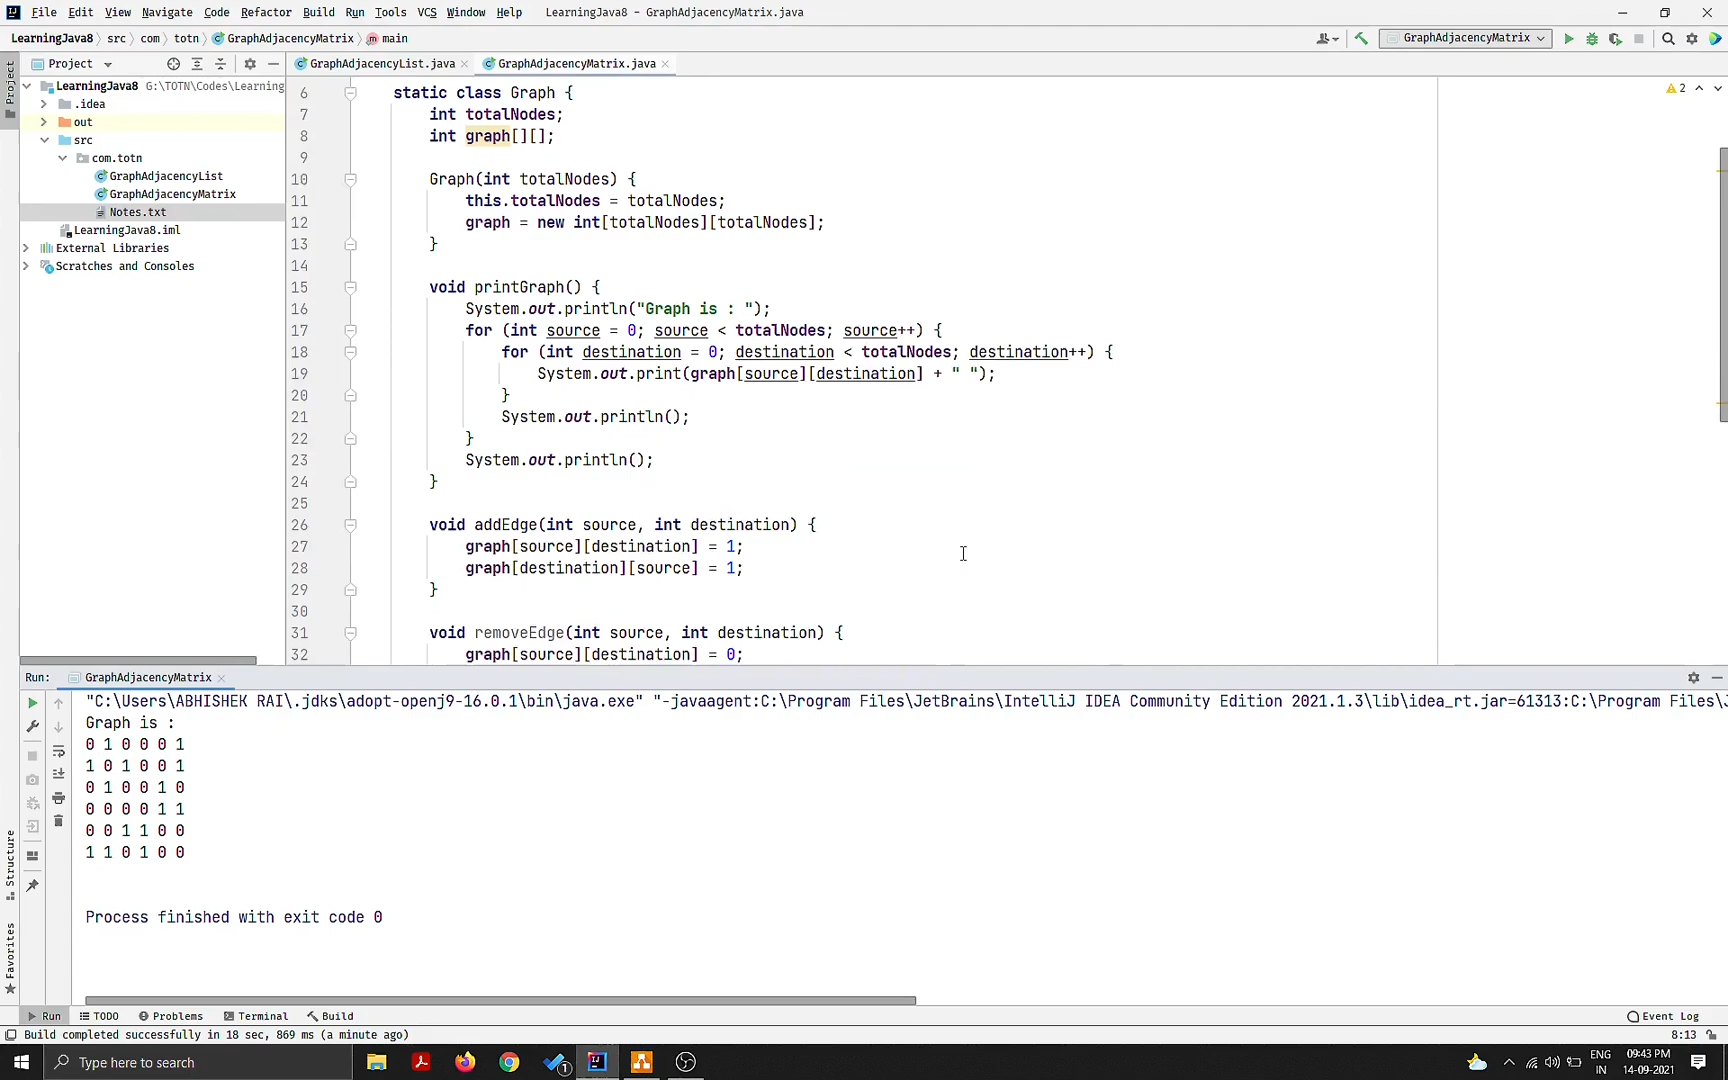 File Edit View Navigate Code Refactor Build Run Tools VCS Window Help LearningJava8 - GraphAdjacencyMatrix.java
LearningJava8 src com totn GraphAdjacencyMatrix main GraphAdjacencyMatrix
Project GraphAdjacencyList.java GraphAdjacencyMatrix.java
Project
LearningJava8 G:\TOTN\Codes\Learning
.idea
out
src
com.totn
GraphAdjacencyList
GraphAdjacencyMatrix
Notes.txt
LearningJava8.iml
External Libraries
Scratches and Consoles
2
6 static class Graph {
7 int totalNodes;
8 int graph[][];
9
10 Graph(int totalNodes) {
11 this.totalNodes = totalNodes;
12 graph = new int[totalNodes][totalNodes];
13 }
14
15 void printGraph() {
16 System.out.println("Graph is : ");
17 for (int source = 0; source < totalNodes; source++) {
18 for (int destination = 0; destination < totalNodes; destination++) {
19 System.out.print(graph[source][destination] + " ");
20 }
21 System.out.println();
22 }
23 System.out.println();
24 }
25
26 void addEdge(int source, int destination) {
27 graph[source][destination] = 1;
28 graph[destination][source] = 1;
29 }
30
31 void removeEdge(int source, int destination) {
32 graph[source][destination] = 0;
Run: GraphAdjacencyMatrix
"C:\Users\ABHISHEK RAI\.jdks\adopt-openj9-16.0.1\bin\java.exe" "-javaagent:C:\Program Files\JetBrains\IntelliJ IDEA Community Edition 2021.1.3\lib\idea_rt.jar=61313:C:\Program Files\J
Graph is :
0 1 0 0 0 1
1 0 1 0 0 1
0 1 0 0 1 0
0 0 0 0 1 1
0 0 1 1 0 0
1 1 0 1 0 0
Process finished with exit code 0
Structure
Favorites
Run TODO Problems Terminal Build Event Log
Build completed successfully in 18 sec, 869 ms (a minute ago) 8:13
Type here to search 1 ENG 09:43 PM
IN 14-09-2021